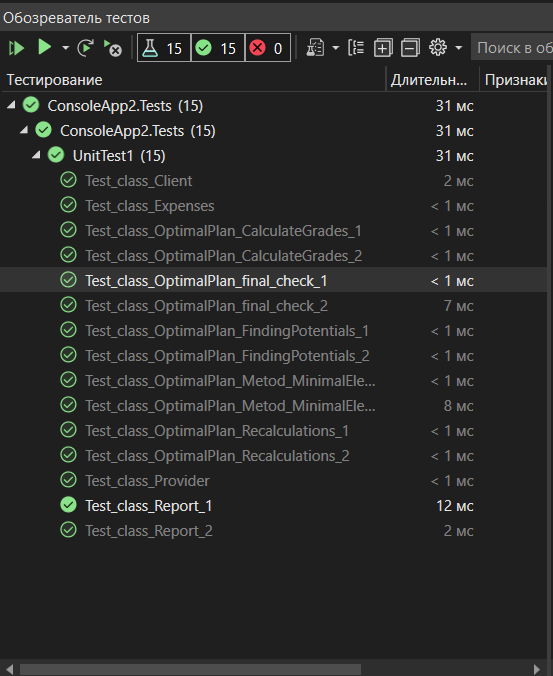 Обозреватель тестов
15 15 0 Поиск в об
Тестирование Длительн... Признаки
ConsoleApp2.Tests (15) 31 мс
ConsoleApp2.Tests (15) 31 мс
UnitTest1 (15) 31 мс
Test_class_Client 2 мс
Test_class_Expenses < 1 мс
Test_class_OptimalPlan_CalculateGrades_1 < 1 мс
Test_class_OptimalPlan_CalculateGrades_2 < 1 мс
Test_class_OptimalPlan_final_check_1 < 1 мс
Test_class_OptimalPlan_final_check_2 7 мс
Test_class_OptimalPlan_FindingPotentials_1 < 1 мс
Test_class_OptimalPlan_FindingPotentials_2 < 1 мс
Test_class_OptimalPlan_Metod_MinimalEle... < 1 мс
Test_class_OptimalPlan_Metod_MinimalEle... 8 мс
Test_class_OptimalPlan_Recalculations_1 < 1 мс
Test_class_OptimalPlan_Recalculations_2 < 1 мс
Test_class_Provider < 1 мс
Test_class_Report_1 12 мс
Test_class_Report_2 2 мс